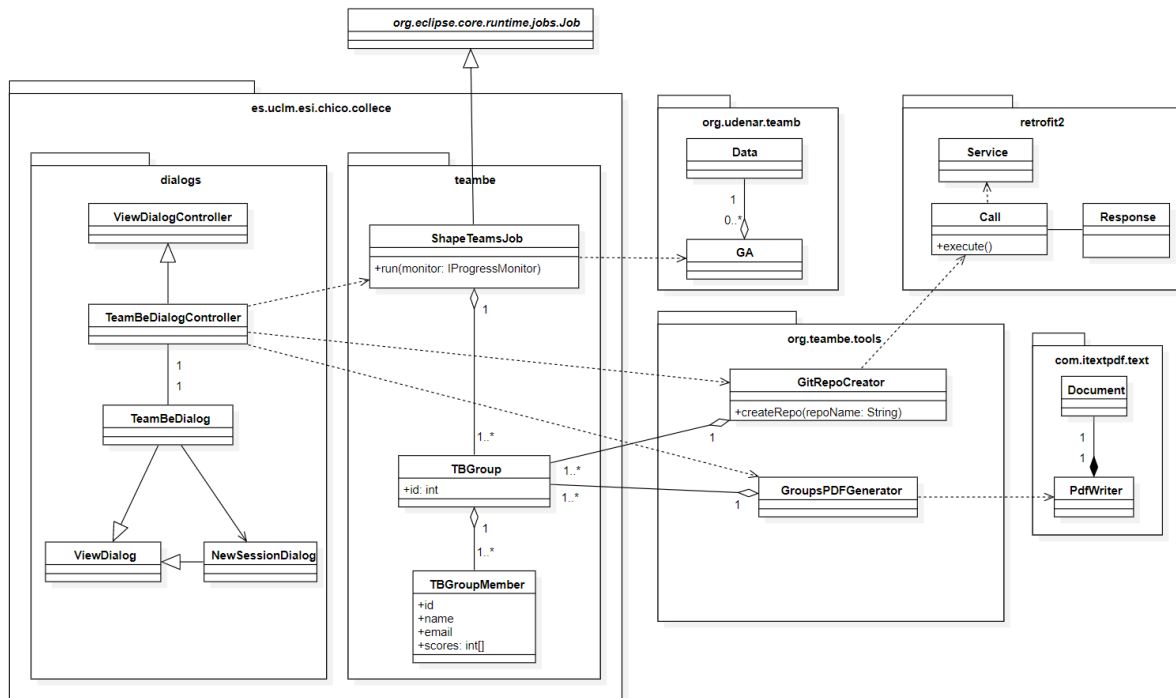 org.eclipse.core.runtime.jobs.Job
es.uclm.esi.chico.collece
dialogs
ViewDialogController
TeamBeDialogController
1
1
TeamBeDialog
ViewDialog
NewSessionDialog
teambe
ShapeTeamsJob
+run(monitor: IProgressMonitor)
1
1..*
TBGroup
+id: int
1
1..*
TBGroupMember
+id
+name
+email
+scores: int[]
org.udenar.teamb
Data
1
0..*
GA
retrofit2
Service
Call
+execute()
Response
org.teambe.tools
GitRepoCreator
+createRepo(repoName: String)
1
1..*
1..*
1
GroupsPDFGenerator
com.itextpdf.text
Document
1
1
PdfWriter